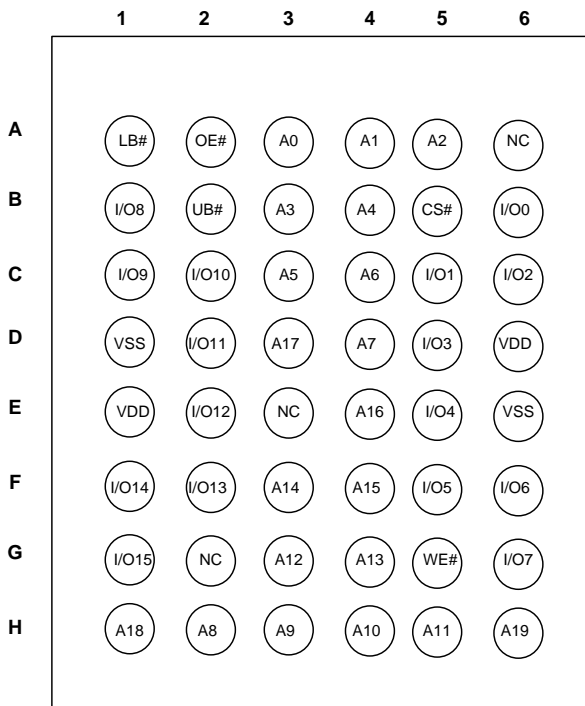 1 2 3 4 5 6
A LB# OE# A0 A1 A2 NC
B I/O8 UB# A3 A4 CS# I/O0
C I/O9 I/O10 A5 A6 I/O1 I/O2
D VSS I/O11 A17 A7 I/O3 VDD
E VDD I/O12 NC A16 I/O4 VSS
F I/O14 I/O13 A14 A15 I/O5 I/O6
G I/O15 NC A12 A13 WE# I/O7
H A18 A8 A9 A10 A11 A19